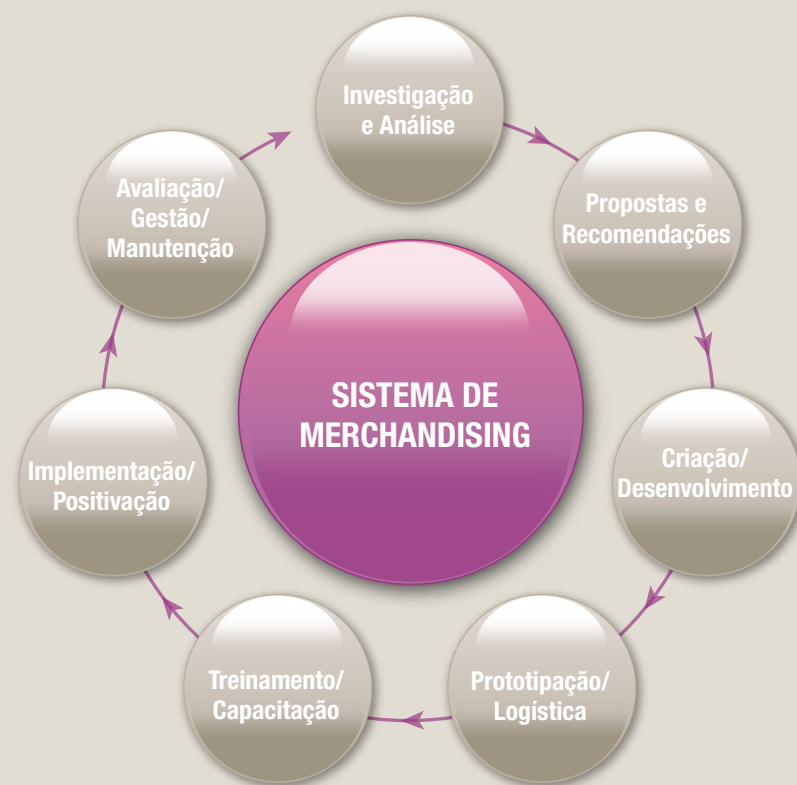 Investigação
e Análise
Propostas e
Recomendações
Criação/
Desenvolvimento
Prototipação/
Logística
Treinamento/
Capacitação
Implementação/
Positivação
Avaliação/
Gestão/
Manutenção
SISTEMA DE
MERCHANDISING